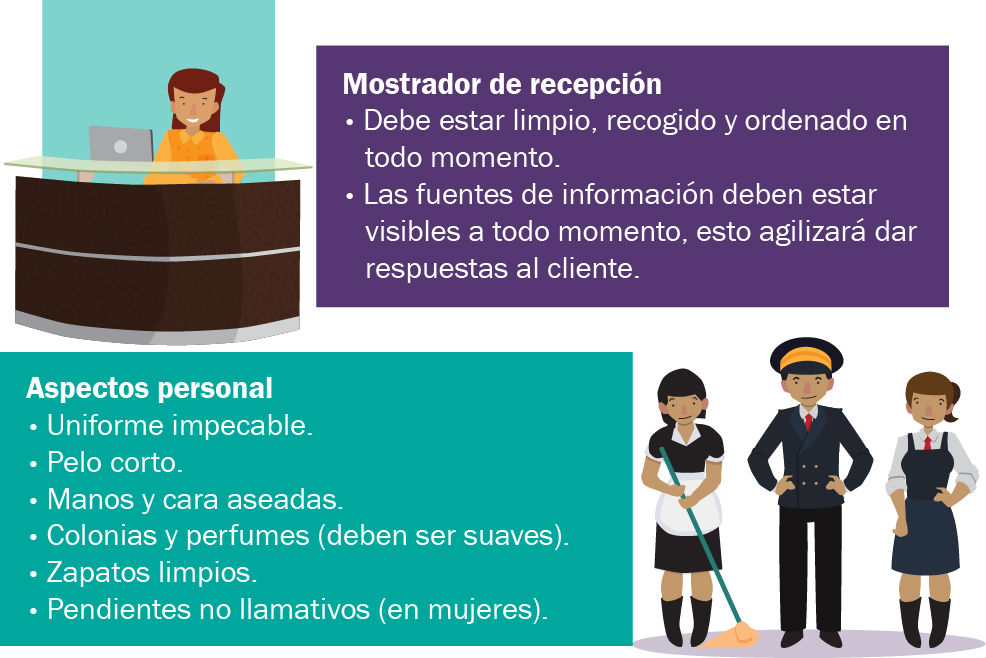 Mostrador de recepción
• Debe estar limpio, recogido y ordenado en
todo momento.
• Las fuentes de información deben estar
visibles a todo momento, esto agilizará dar
respuestas al cliente.
Aspectos personal
• Uniforme impecable.
• Pelo corto.
• Manos y cara aseadas.
• Colonias y perfumes (deben ser suaves).
• Zapatos limpios.
• Pendientes no llamativos (en mujeres).